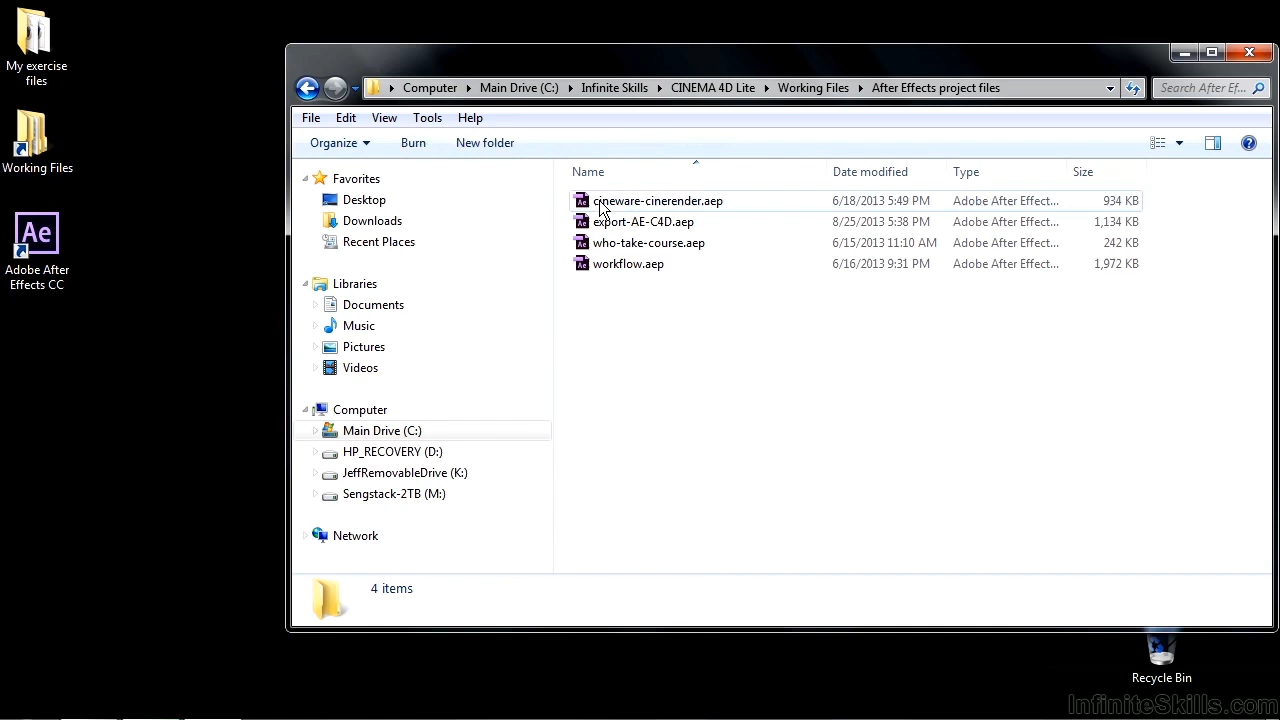 My exercise
files
Working Files
Ae
Adobe After
Effects CC
Computer
Main Drive (C:)
Infinite Skills
CINEMA 4D Lite
Working Files
After Effects project files
Search After Ef...
File
Edit
View
Tools
Help
Organize
Burn
New folder
Favorites
Desktop
Downloads
Recent Places
Libraries
Documents
Music
Pictures
Videos
Computer
Main Drive (C:)
HP_RECOVERY (D:)
JeffRemovableDrive (K:)
Sengstack-2TB (M:)
Network
Name Date modified Type Size
Ae cineware-cinerender.aep 6/18/2013 5:49 PM Adobe After Effect... 934 KB
Ae export-AE-C4D.aep 8/25/2013 5:38 PM Adobe After Effect... 1,134 KB
Ae who-take-course.aep 6/15/2013 11:10 AM Adobe After Effect... 242 KB
Ae workflow.aep 6/16/2013 9:31 PM Adobe After Effect... 1,972 KB
4 items
Recycle Bin
InfiniteSkills.com